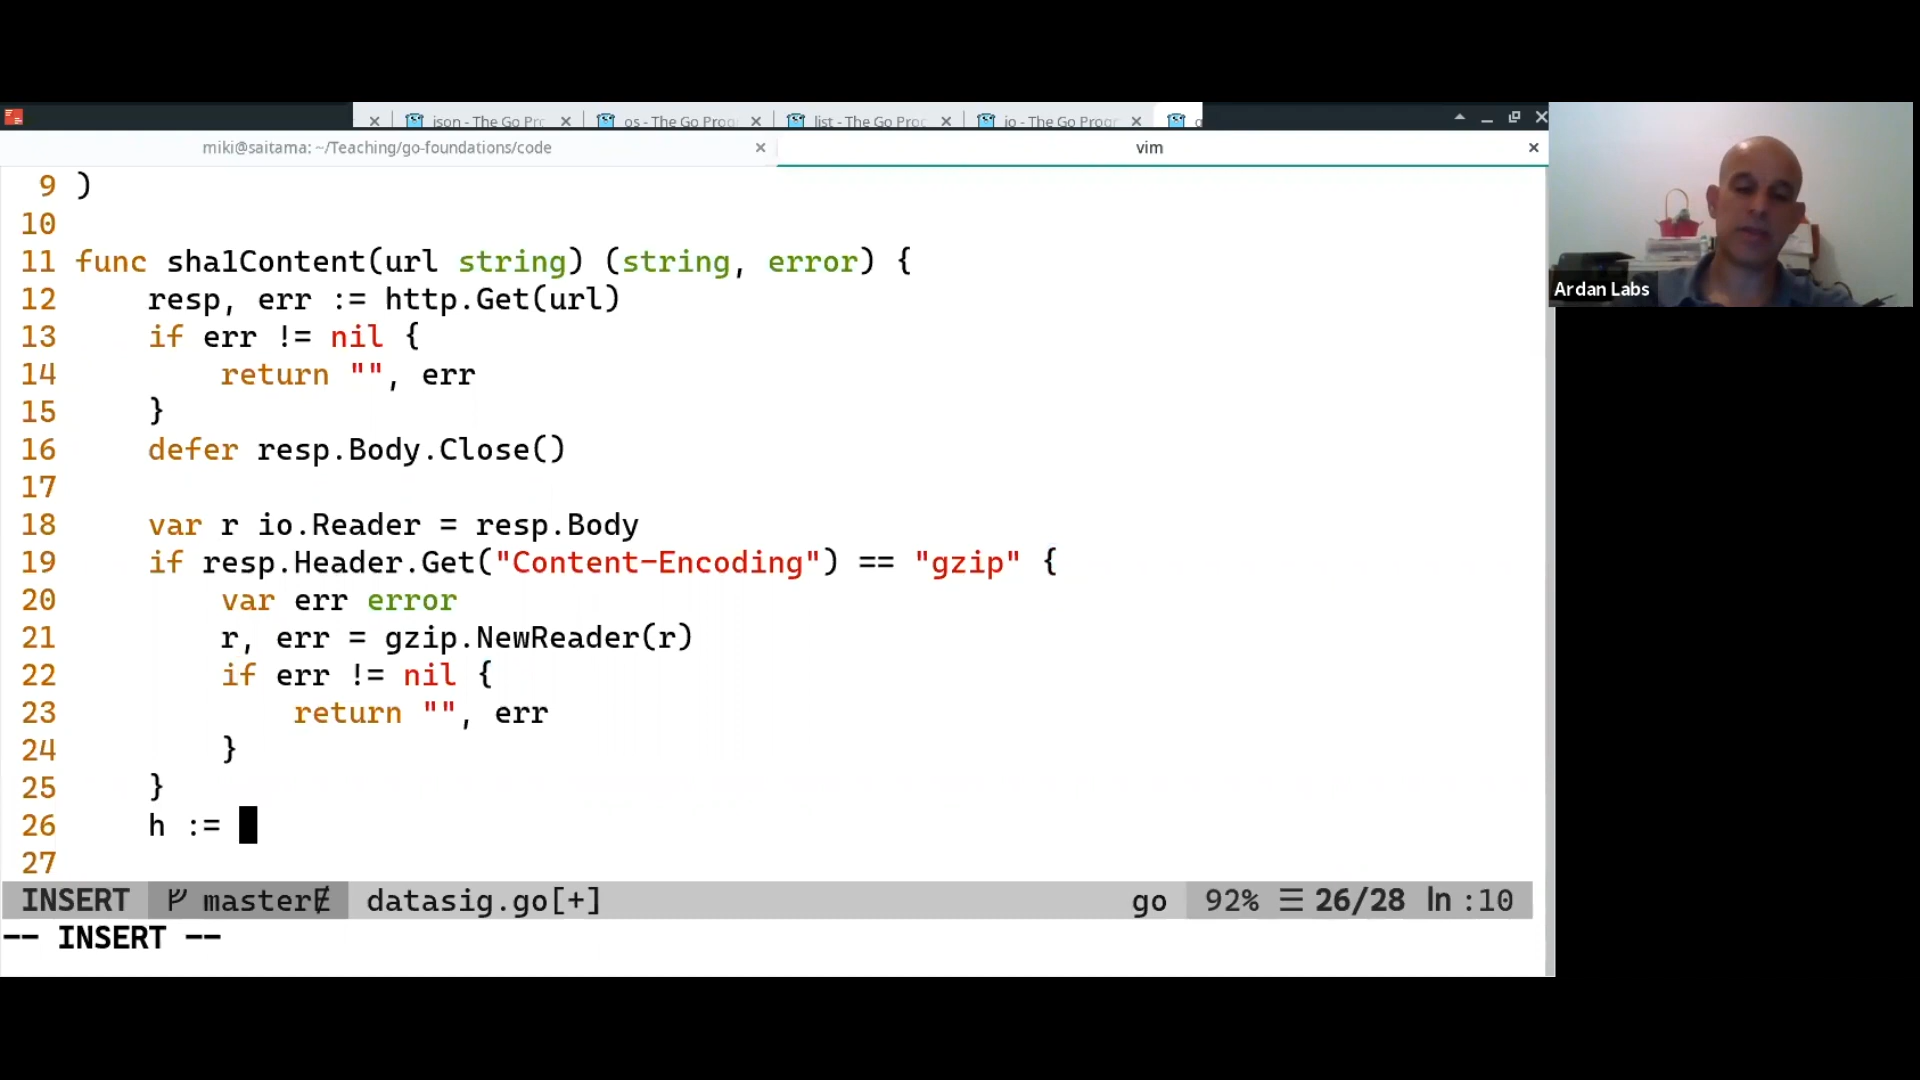 json - The Go Pro
os - The Go Prog
list - The Go Proc
io - The Go Progr
miki@saitama: ~/Teaching/go-foundations/code
vim
9 )
10
11 func sha1Content(url string) (string, error) {
12 resp, err := http.Get(url)
13 if err != nil {
14 return "", err
15 }
16 defer resp.Body.Close()
17
18 var r io.Reader = resp.Body
19 if resp.Header.Get("Content-Encoding") == "gzip" {
20 var err error
21 r, err = gzip.NewReader(r)
22 if err != nil {
23 return "", err
24 }
25 }
26 h :=
27
INSERT master datasig.go[+] go 92% ☰ 26/28 ln :10
-- INSERT --
Ardan Labs